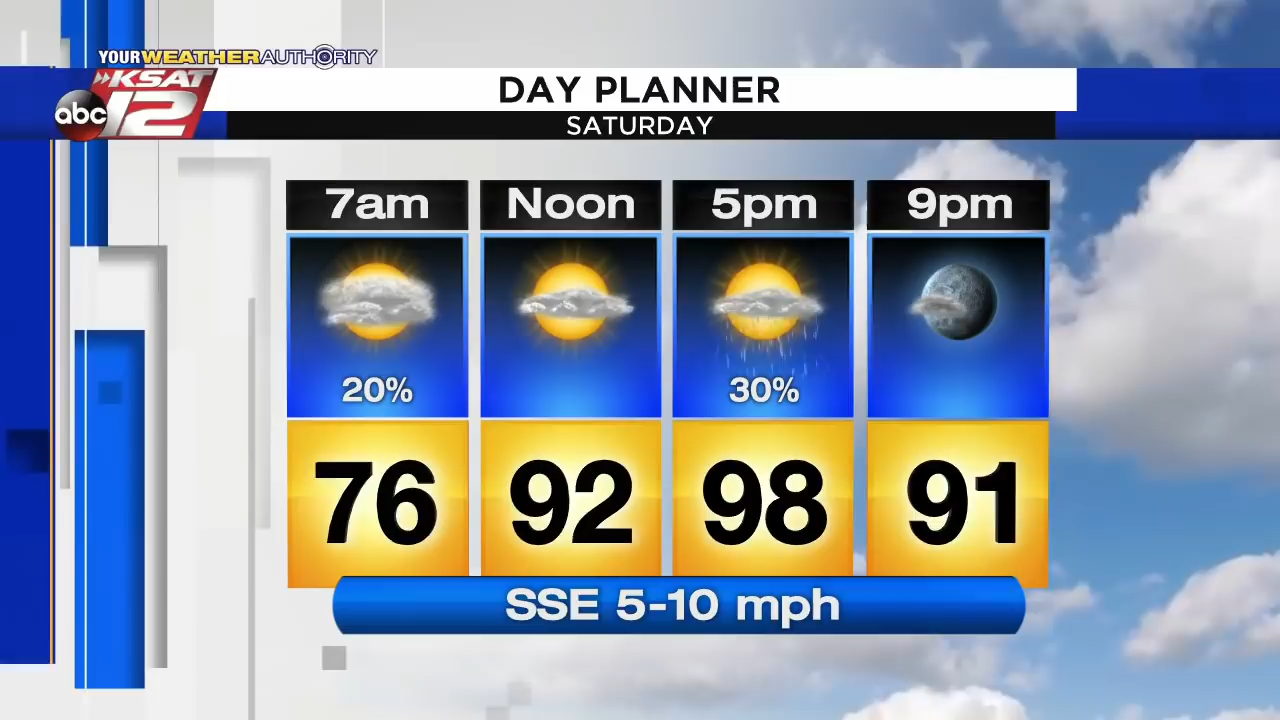 YOURWEATHERAUTHORITY
KSAT
abc 12
DAY PLANNER
SATURDAY
7am Noon 5pm 9pm
20% 30%
76 92 98 91
SSE 5-10 mph